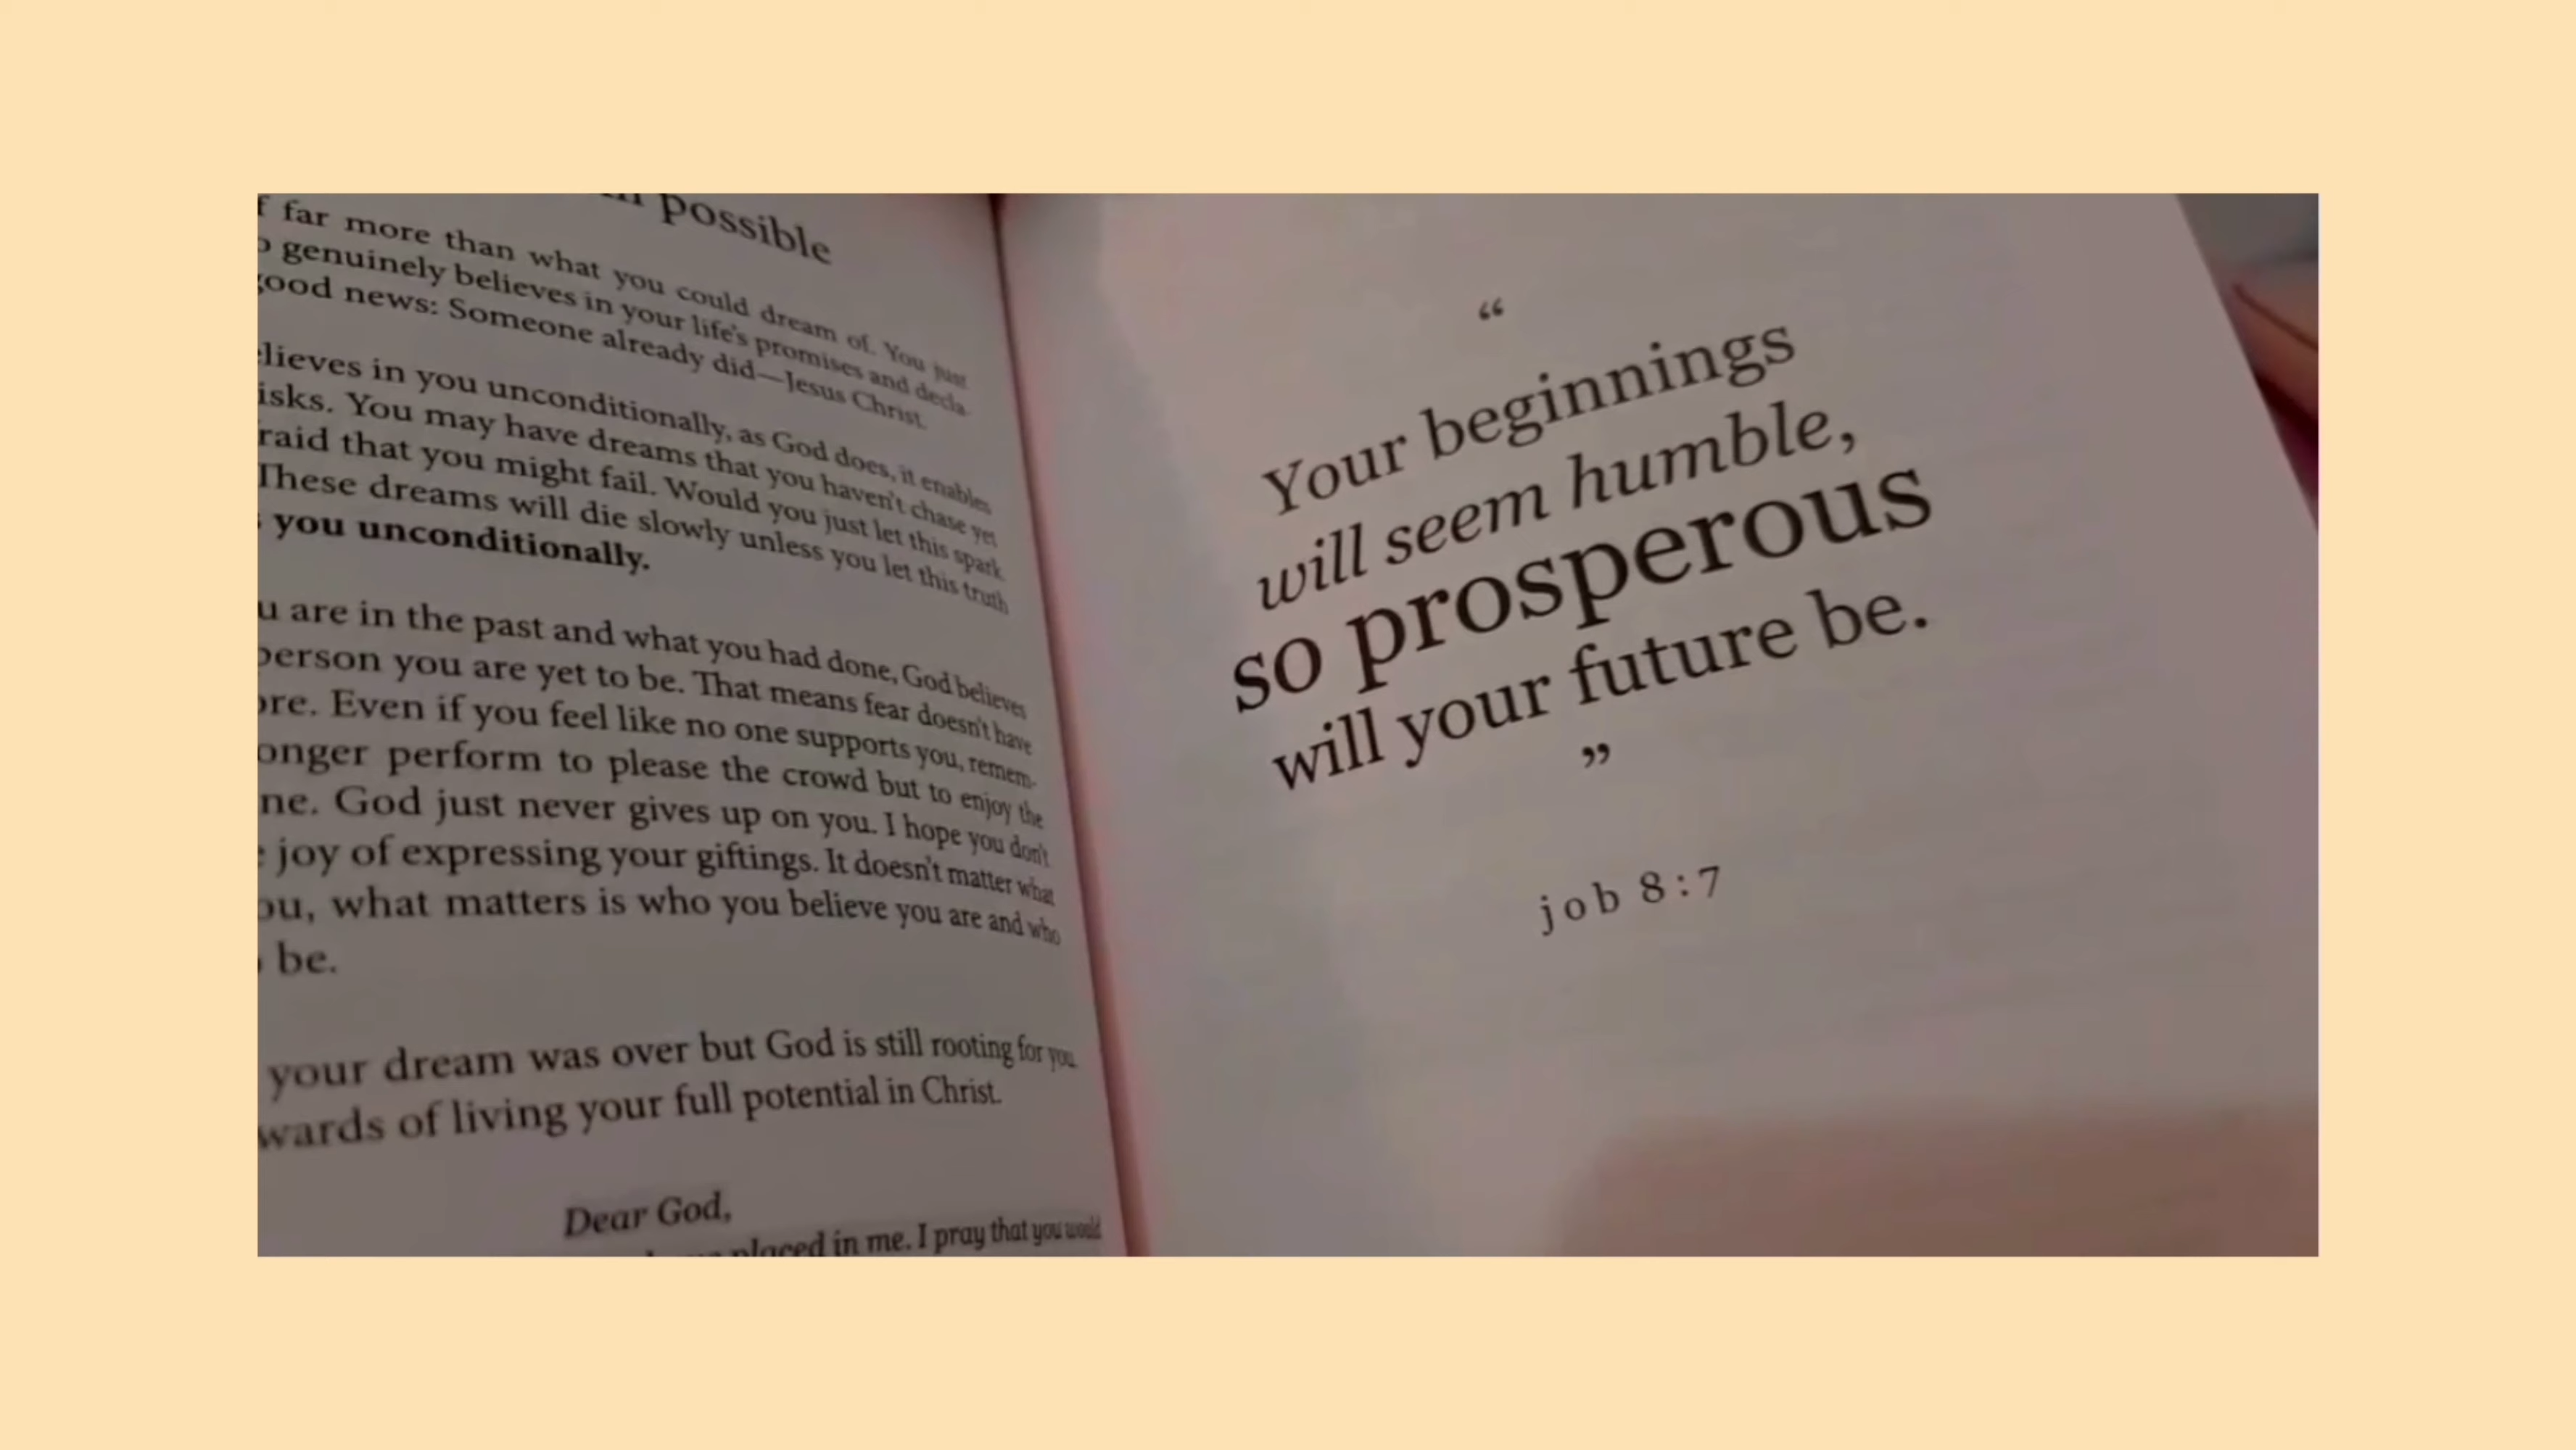 possible
far more than what you could dream of. You just
genuinely believes in your life's promises and decla-
good news: Someone already did—Jesus Christ.
believes in you unconditionally, as God does, it enables
risks. You may have dreams that you haven't chase yet
afraid that you might fail. Would you just let this spark
These dreams will die slowly unless you let this truth
you unconditionally.
you are in the past and what you had done, God believes
person you are yet to be. That means fear doesn't have
Even if you feel like no one supports you, remem-
longer perform to please the crowd but to enjoy the
God just never gives up on you. I hope you don't
joy of expressing your giftings. It doesn't matter what
you, what matters is who you believe you are and who
be.
your dream was over but God is still rooting for you.
wards of living your full potential in Christ.
Dear God,
placed in me. I pray that you would
“
Your beginnings
will seem humble,
so prosperous
will your future be.
”
job 8:7